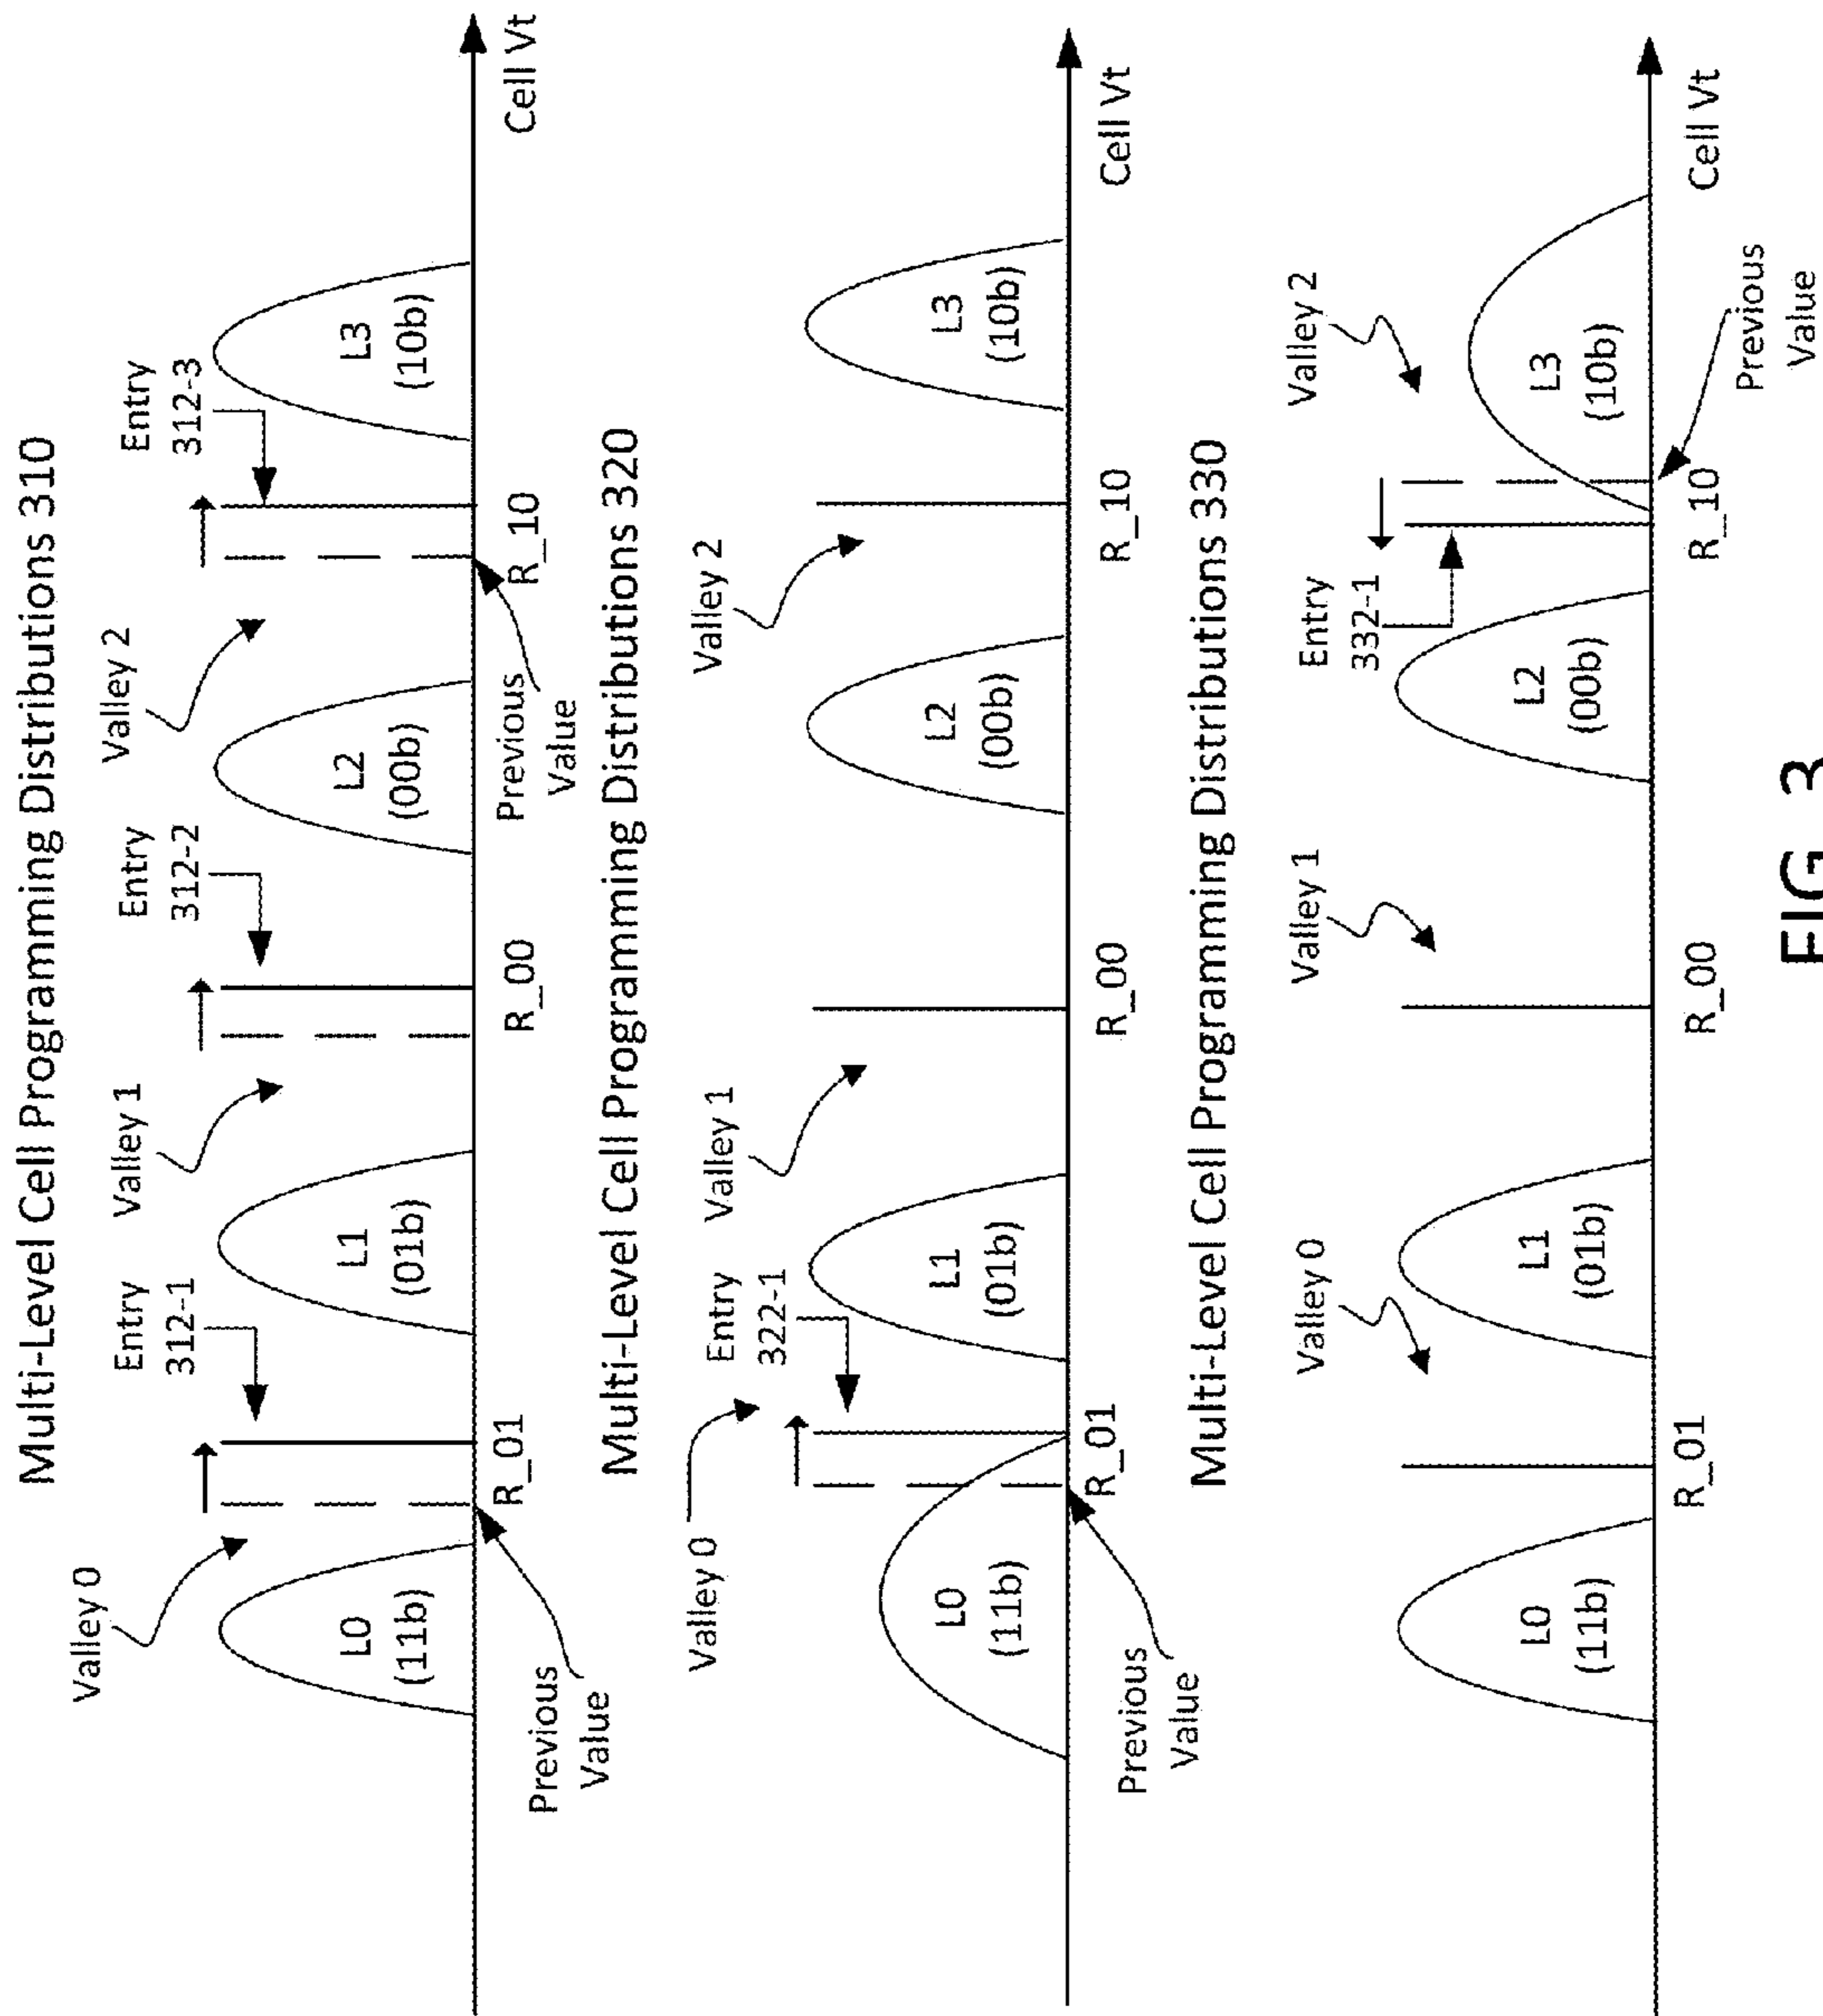 Multi-Level Cell Programming Distributions 310
Valley 0
Entry
312-1
Valley 1
Entry
312-2
Valley 2
Entry
312-3
L0
(11b)
L1
(01b)
L2
(00b)
L3
(10b)
R_01
R_00
R_10
Cell Vt
Previous
Value
Previous
Value
Multi-Level Cell Programming Distributions 320
Valley 0
Entry
322-1
Valley 1
Valley 2
L0
(11b)
L1
(01b)
L2
(00b)
L3
(10b)
R_01
R_00
R_10
Cell Vt
Previous
Value
Multi-Level Cell Programming Distributions 330
Valley 0
Valley 1
Entry
332-1
Valley 2
L0
(11b)
L1
(01b)
L2
(00b)
L3
(10b)
R_01
R_00
R_10
Cell Vt
Previous
Value
FIG. 3